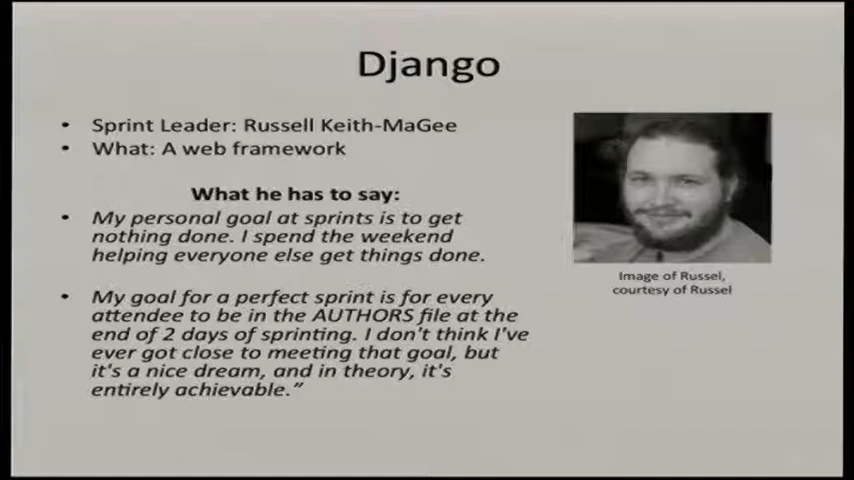 Django
• Sprint Leader: Russell Keith-MaGee
• What: A web framework
What he has to say:
• My personal goal at sprints is to get
nothing done. I spend the weekend
helping everyone else get things done.
• My goal for a perfect sprint is for every
attendee to be in the AUTHORS file at the
end of 2 days of sprinting. I don't think I've
ever got close to meeting that goal, but
it's a nice dream, and in theory, it's
entirely achievable.”
Image of Russel,
courtesy of Russel